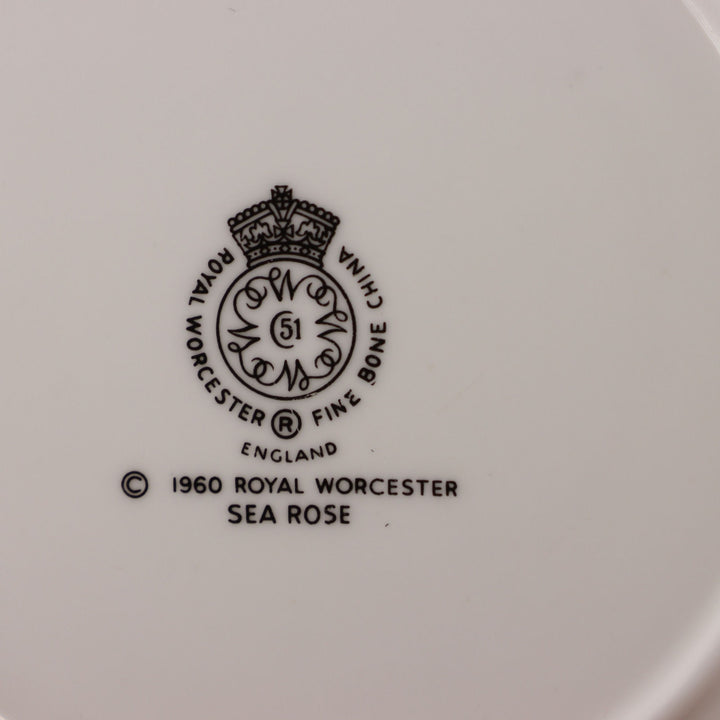 ROYAL WORCESTER ® FINE BONE CHINA
W W W W
C 51
ENGLAND
© 1960 ROYAL WORCESTER
SEA ROSE